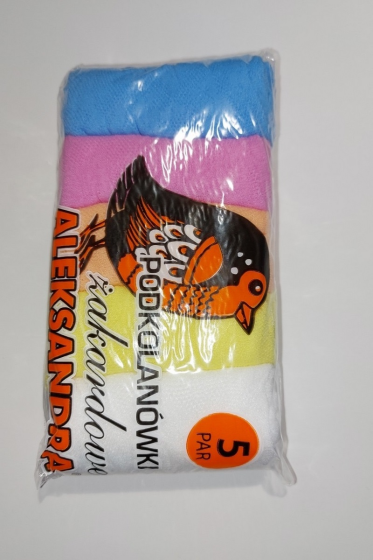 PODKOLANÓWKI
żakardowe
ALEKSANDRA
5
PAR